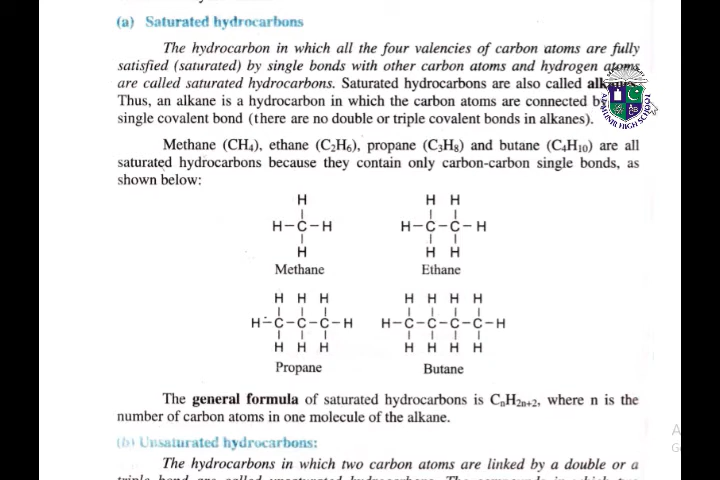 (a) Saturated hydrocarbons
The hydrocarbon in which all the four valencies of carbon atoms are fully
satisfied (saturated) by single bonds with other carbon atoms and hydrogen atoms
are called saturated hydrocarbons. Saturated hydrocarbons are also called
Thus, an alkane is a hydrocarbon in which the carbon atoms are connected by
single covalent bond (there are no double or triple covalent bonds in alkanes).
Methane (CH₄), ethane (C₂H₆), propane (C₃H₈) and butane (C₄H₁₀) are all
saturated hydrocarbons because they contain only carbon-carbon single bonds, as
shown below:
H H H
H-C-H H-C-C-H
H H H
Methane Ethane
H H H H H H H
H-C-C-C-H H-C-C-C-C-H
H H H H H H H
Propane Butane
The general formula of saturated hydrocarbons is CₙH₂ₙ₊₂, where n is the
number of carbon atoms in one molecule of the alkane.
(b) Unsaturated hydrocarbons:
The hydrocarbons in which two carbon atoms are linked by a double or a
HIGH SCHOOL